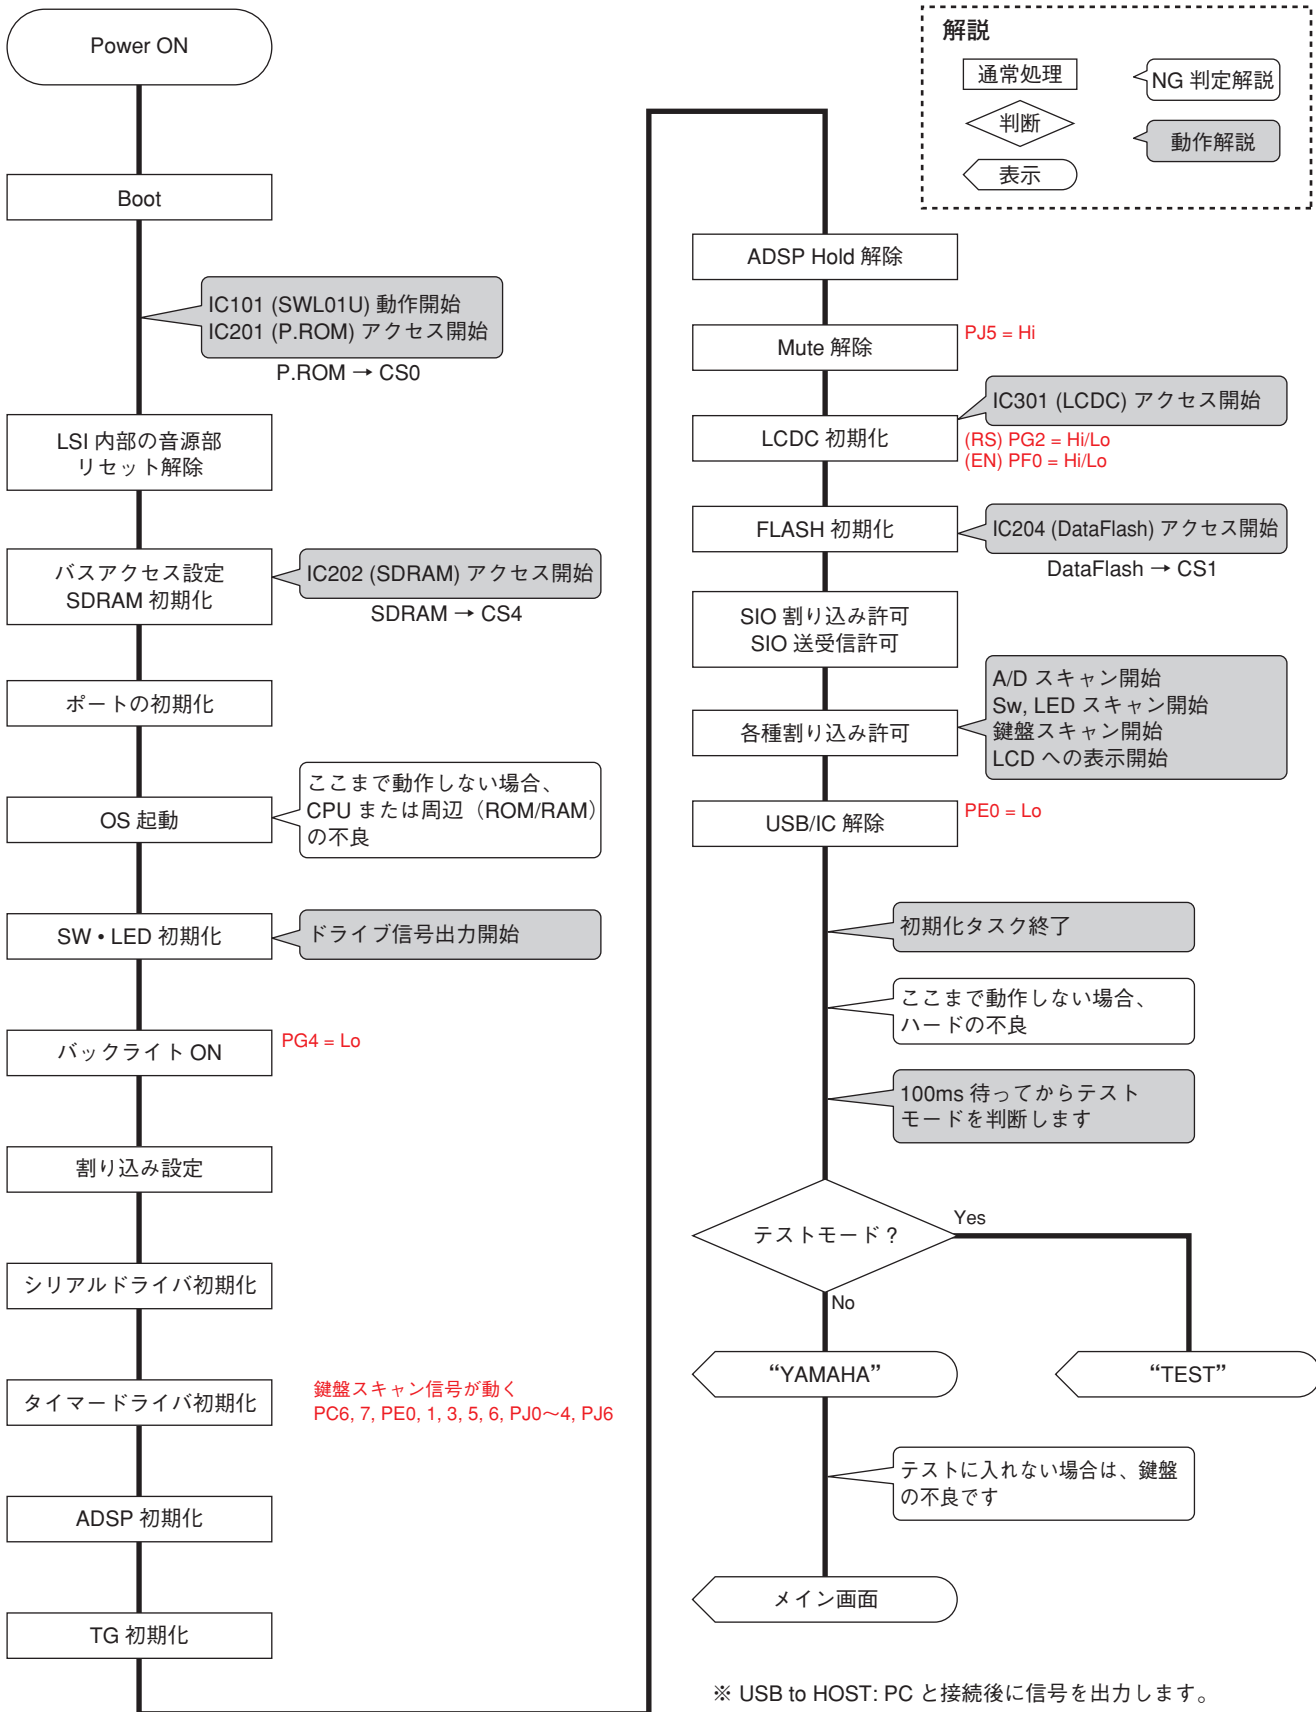 Power ON
Boot
IC101 (SWL01U) 動作開始
IC201 (P.ROM) アクセス開始
P.ROM → CS0
LSI 内部の音源部
リセット解除
バスアクセス設定
SDRAM 初期化
IC202 (SDRAM) アクセス開始
SDRAM → CS4
ポートの初期化
OS 起動
ここまで動作しない場合、
CPU または周辺（ROM/RAM）
の不良
SW • LED 初期化
ドライブ信号出力開始
バックライト ON
PG4 = Lo
割り込み設定
シリアルドライバ初期化
タイマードライバ初期化
鍵盤スキャン信号が動く
PC6, 7, PE0, 1, 3, 5, 6, PJ0〜4, PJ6
ADSP 初期化
TG 初期化
解説
通常処理
判断
表示
NG 判定解説
動作解説
ADSP Hold 解除
Mute 解除
PJ5 = Hi
LCDC 初期化
IC301 (LCDC) アクセス開始
(RS) PG2 = Hi/Lo
(EN) PF0 = Hi/Lo
FLASH 初期化
IC204 (DataFlash) アクセス開始
DataFlash → CS1
SIO 割り込み許可
SIO 送受信許可
各種割り込み許可
A/D スキャン開始
Sw, LED スキャン開始
鍵盤スキャン開始
LCD への表示開始
USB/IC 解除
PE0 = Lo
初期化タスク終了
ここまで動作しない場合、
ハードの不良
100ms 待ってからテスト
モードを判断します
テストモード ?
Yes
No
“YAMAHA”
“TEST”
テストに入れない場合は、鍵盤
の不良です
メイン画面
※ USB to HOST: PC と接続後に信号を出力します。